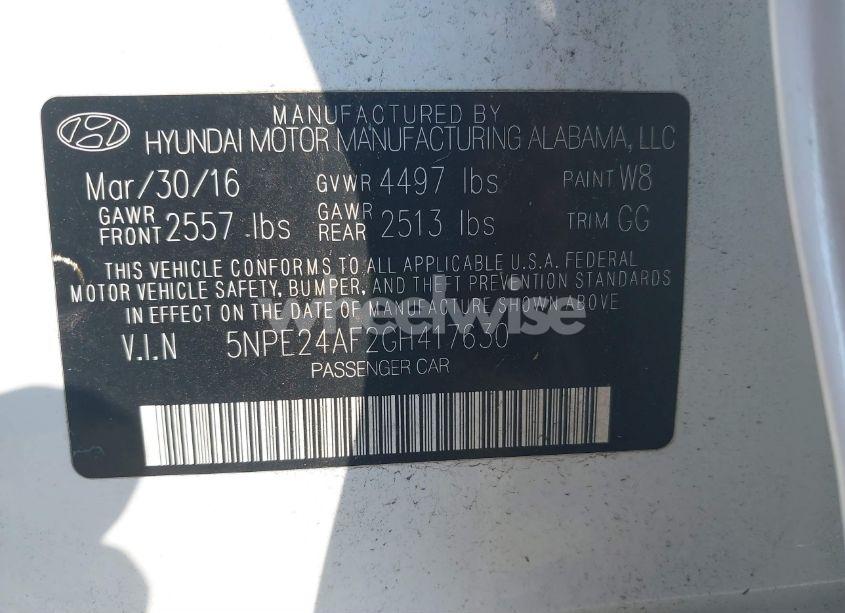 MANUFACTURED BY
HYUNDAI MOTOR MANUFACTURING ALABAMA, LLC
Mar/30/16 GVWR 4497 lbs PAINT W8
GAWR FRONT 2557 lbs GAWR REAR 2513 lbs TRIM GG
THIS VEHICLE CONFORMS TO ALL APPLICABLE U.S.A. FEDERAL
MOTOR VEHICLE SAFETY, BUMPER, AND THEFT PREVENTION STANDARDS
IN EFFECT ON THE DATE OF MANUFACTURE SHOWN ABOVE
wheelwise
V.I.N 5NPE24AF2GH417630
PASSENGER CAR